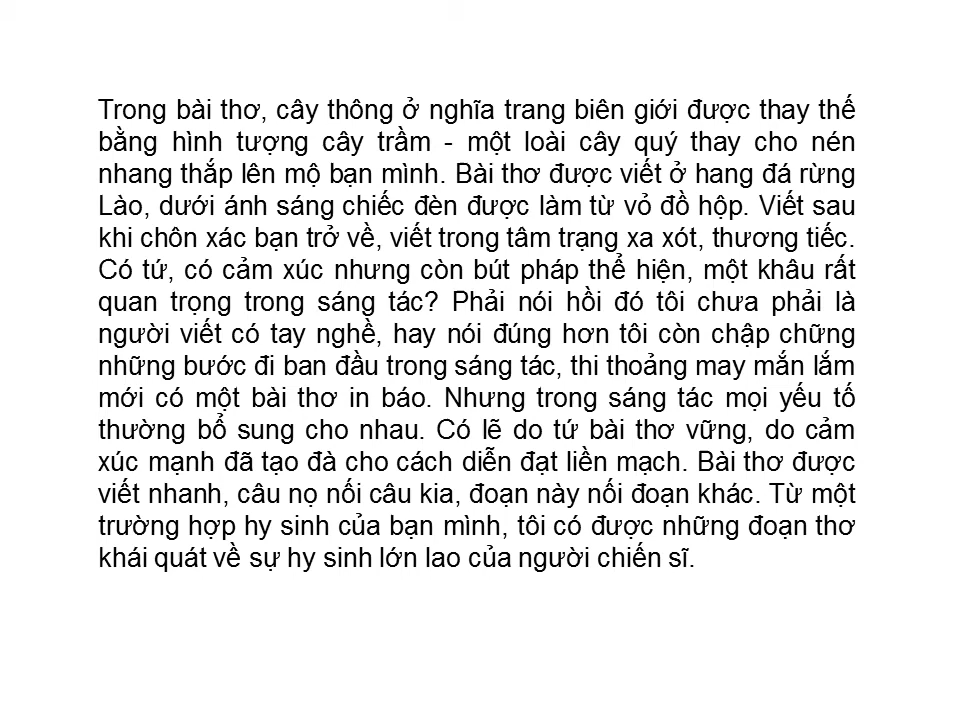 Trong bài thơ, cây thông ở nghĩa trang biên giới được thay thế
bằng hình tượng cây trầm - một loài cây quý thay cho nén
nhang thắp lên mộ bạn mình. Bài thơ được viết ở hang đá rừng
Lào, dưới ánh sáng chiếc đèn được làm từ vỏ đồ hộp. Viết sau
khi chôn xác bạn trở về, viết trong tâm trạng xa xót, thương tiếc.
Có tứ, có cảm xúc nhưng còn bút pháp thể hiện, một khâu rất
quan trọng trong sáng tác? Phải nói hồi đó tôi chưa phải là
người viết có tay nghề, hay nói đúng hơn tôi còn chập chững
những bước đi ban đầu trong sáng tác, thi thoảng may mắn lắm
mới có một bài thơ in báo. Nhưng trong sáng tác mọi yếu tố
thường bổ sung cho nhau. Có lẽ do tứ bài thơ vững, do cảm
xúc mạnh đã tạo đà cho cách diễn đạt liền mạch. Bài thơ được
viết nhanh, câu nọ nối câu kia, đoạn này nối đoạn khác. Từ một
trường hợp hy sinh của bạn mình, tôi có được những đoạn thơ
khái quát về sự hy sinh lớn lao của người chiến sĩ.